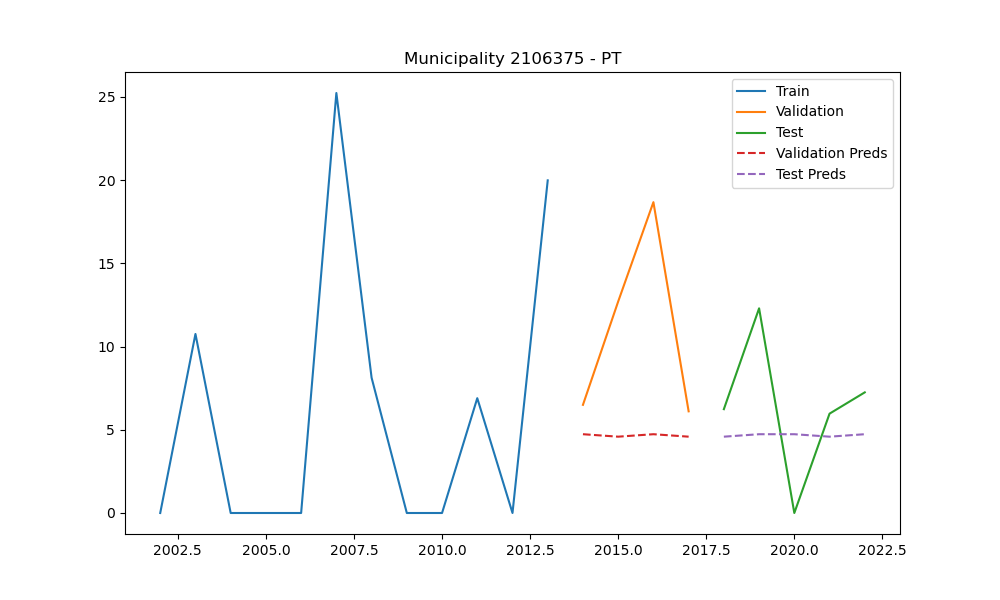 Municipality 2106375 - PT
Train
Validation
Test
Validation Preds
Test Preds
25
20
15
10
5
0
2002.5 2005.0 2007.5 2010.0 2012.5 2015.0 2017.5 2020.0 2022.5